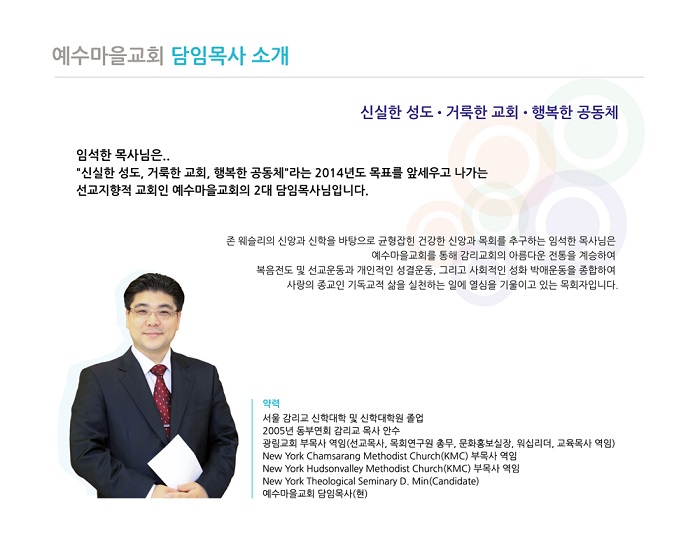 예수마을교회 담임목사 소개
신실한 성도 • 거룩한 교회 • 행복한 공동체
임석한 목사님은..
"신실한 성도, 거룩한 교회, 행복한 공동체"라는 2014년도 목표를 앞세우고 나가는
선교지향적 교회인 예수마을교회의 2대 담임목사님입니다.
존 웨슬리의 신앙과 신학을 바탕으로 균형잡힌 건강한 신앙과 목회를 추구하는 임석한 목사님은
예수마을교회를 통해 감리교회의 아름다운 전통을 계승하여
복음전도 및 선교운동과 개인적인 성결운동, 그리고 사회적인 성화 박애운동을 종합하여
사랑의 종교인 기독교적 삶을 실천하는 일에 열심을 기울이고 있는 목회자입니다.
약력
서울 감리교 신학대학 및 신학대학원 졸업
2005년 동부연회 감리교 목사 안수
광림교회 부목사 역임(선교목사, 목회연구원 총무, 문화홍보실장, 워십리더, 교육목사 역임)
New York Chamsarang Methodist Church(KMC) 부목사 역임
New York Hudsonvalley Methodist Church(KMC) 부목사 역임
New York Theological Seminary D. Min(Candidate)
예수마을교회 담임목사(현)